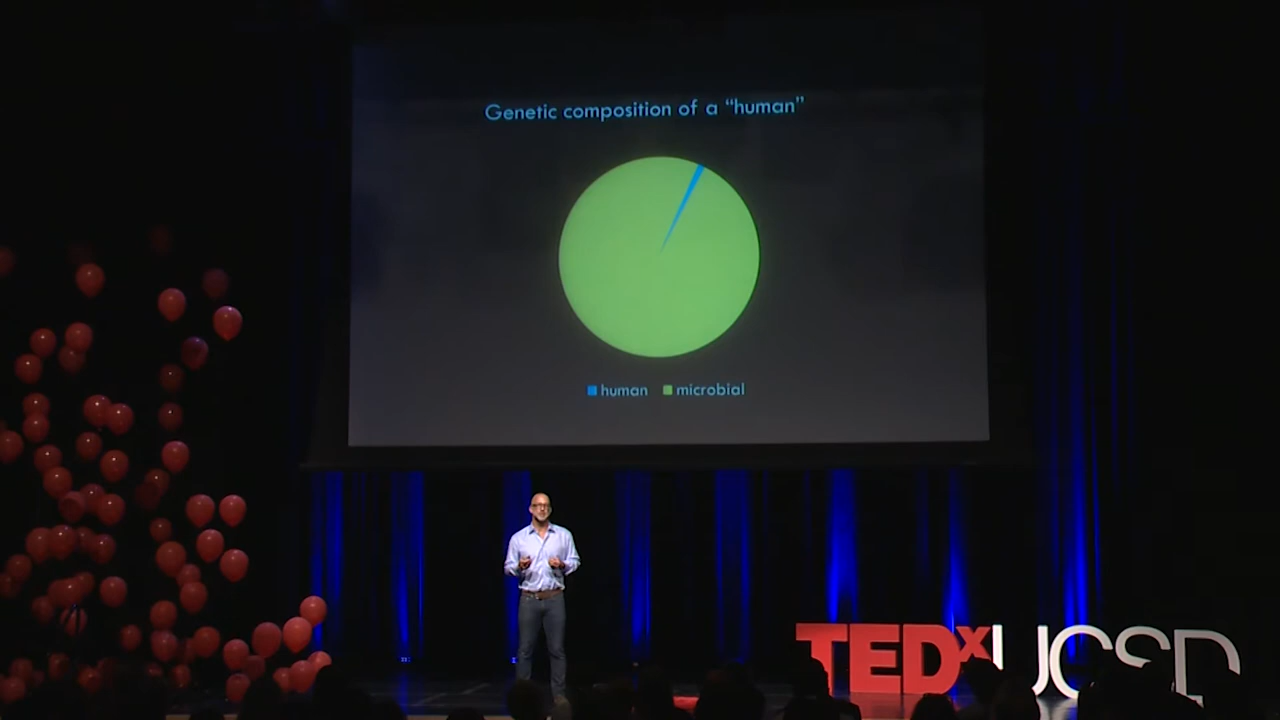 Genetic composition of a “human”
human microbial
TEDxUCSD